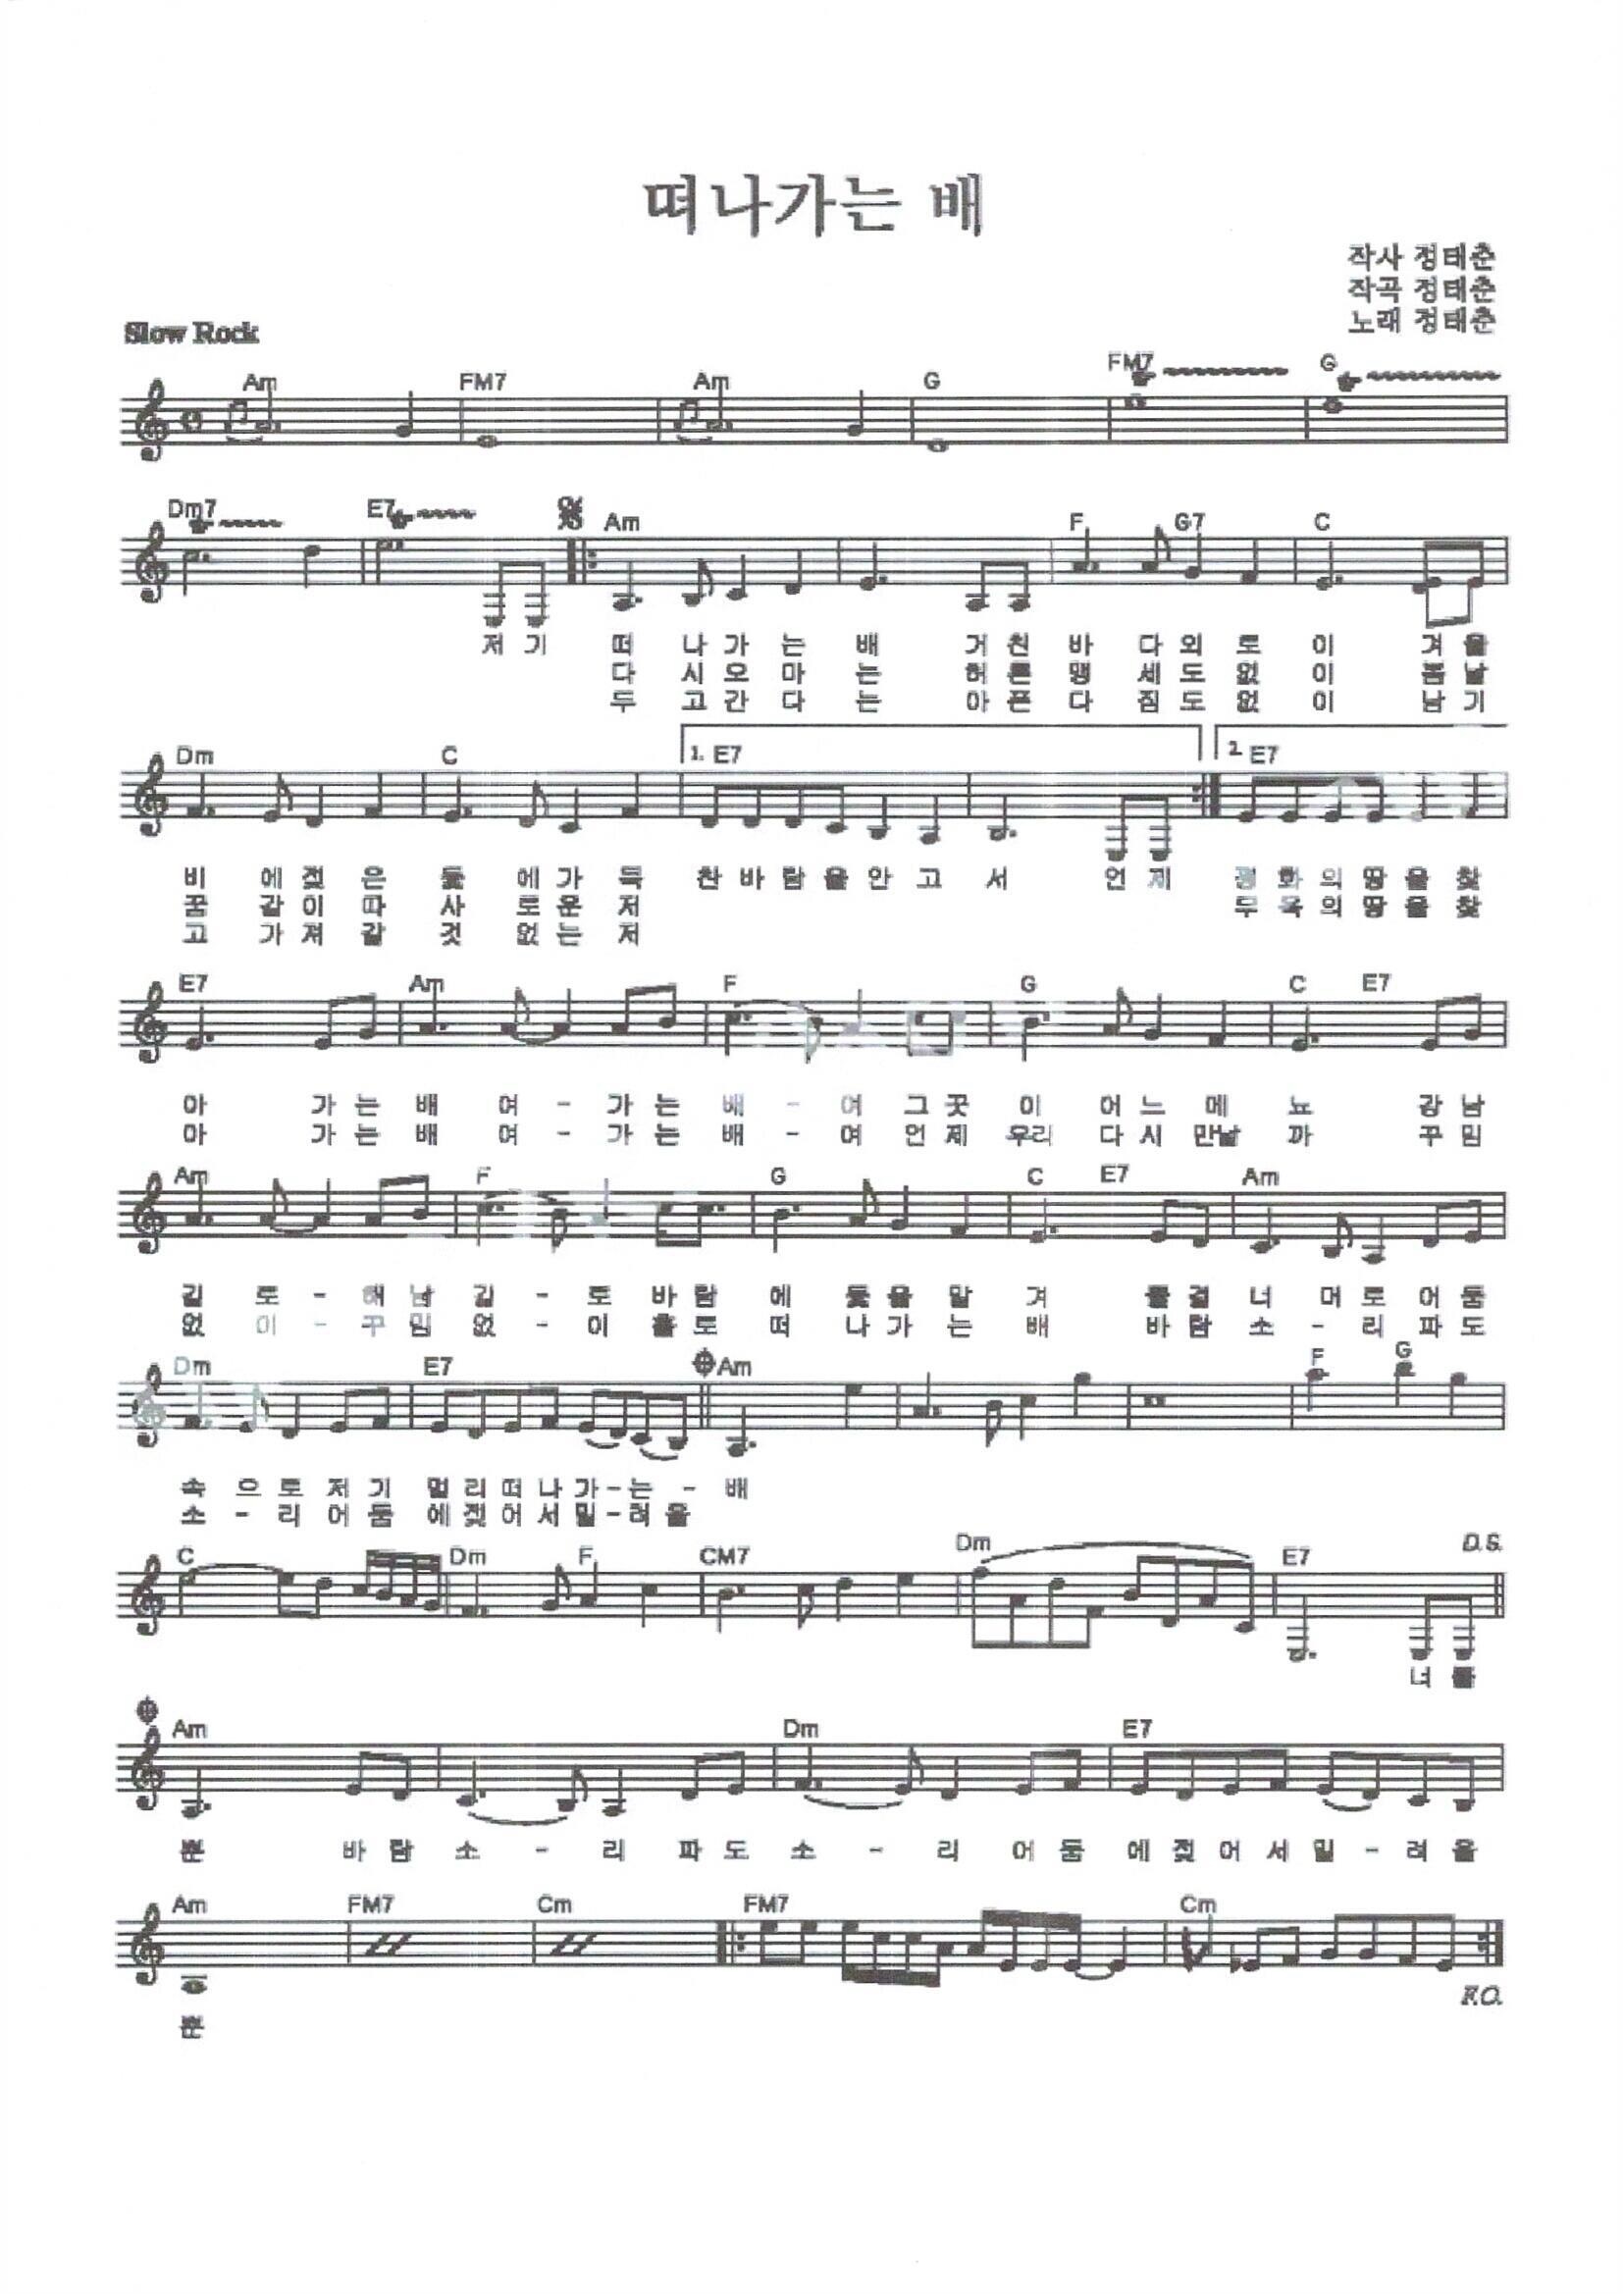 떠나가는 배
작사 정태춘
작곡 정태춘
노래 정태춘
Slow Rock
Am FM7 Am G FM7 G
Dm7 E7 Am F G7 C
저기 떠 나가는 배 거친 바 다외로 이 겨울
다 시오마 는 허튼 맹 세도없 이 봄날
두 고간다 는 아픈 다 짐도없 이 남기
Dm C 1. E7 2. E7
비 에젖은 돛 에가득 찬바람을안고 서 언제 평화의땅을찾
꿈 같이따 사 로운저 무욕의땅을찾
고 가져갈 것 없는저
E7 Am F G C E7
아 가는배 여-가는 배-여그곳 이 어느메 뇨 강남
아 가는배 여-가는 배-여언제 우리 다시만날 까 꾸밈
Am F G C E7 Am
길 로-해남 길-로바람 에 돛을맡 겨 물결너 머로어둠
없 이-꾸밈 없-이홀로 떠 나가는 배 바람소-리파도
Dm E7 Am F G
속 으로저기 멀리떠나가-는-배
소-리어둠 에젖어서밀-려올
C Dm F CM7 Dm E7 D.S.
너를
Am Dm E7
뿐 바람소-리파도소-리어둠에젖어서밀-려올
Am FM7 Cm FM7 Cm
F.O.
뿐